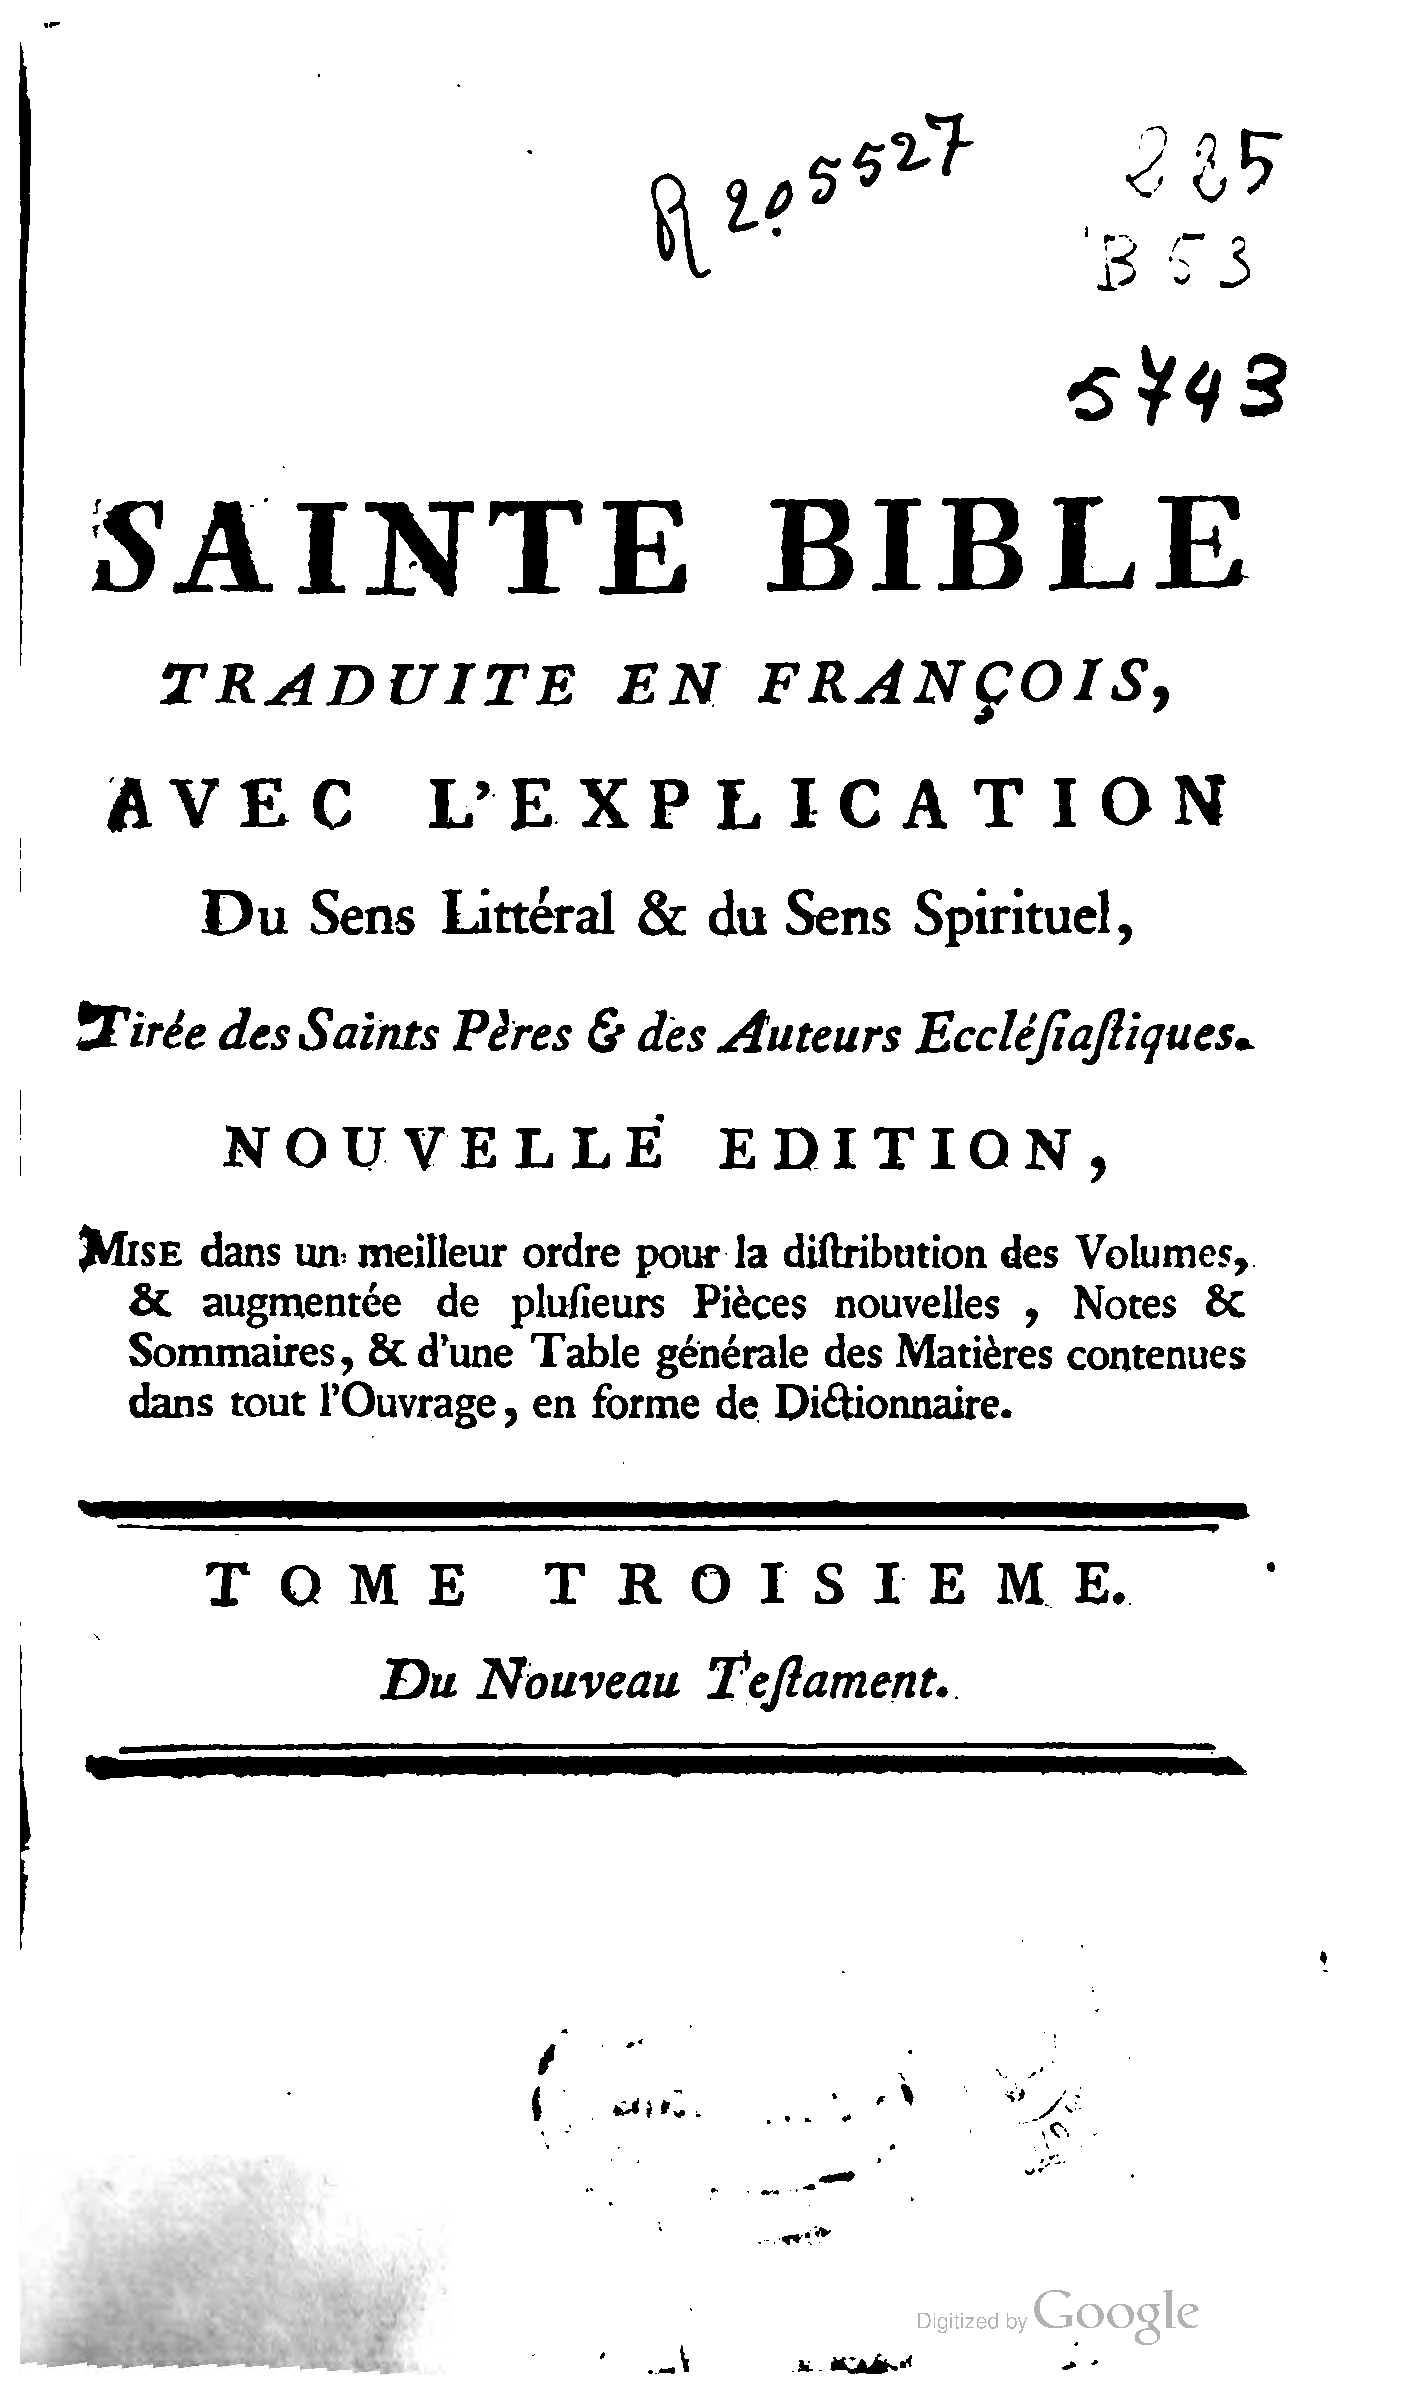 R 205527
225
B53
5743
SAINTE BIBLE
TRADUITE EN FRANÇOIS,
AVEC L'EXPLICATION
Du Sens Littéral & du Sens Spirituel,
Tirée des Saints Pères & des Auteurs Eccléſiaſtiques.
NOUVELLE EDITION,
MISE dans un meilleur ordre pour la diſtribution des Volumes,
& augmentée de pluſieurs Pièces nouvelles, Notes &
Sommaires, & d'une Table générale des Matières contenues
dans tout l'Ouvrage, en forme de Dictionnaire.
TOME TROISIEME.
Du Nouveau Teſtament.
Digitized by Google